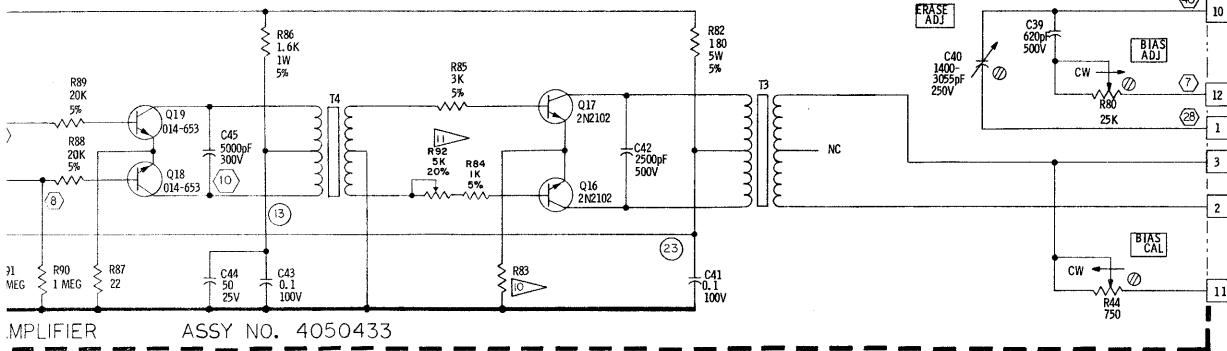 R89
20K
5%
R88
20K
5%
8
91
MEG
R90
1 MEG
R87
22
Q19
014-653
Q18
014-653
C45
5000pF
300V
10
R86
1.6K
1W
5%
13
C44
50
25V
C43
0.1
100V
T4
R85
3K
5%
11
R92
5K
20%
R84
1K
5%
R83
10
Q17
2N2102
Q16
2N2102
C42
2500pF
500V
R82
180
5W
5%
23
C41
0.1
100V
T3
NC
ERASE
ADJ
C40
1400-
3055pF
250V
C39
620pF
500V
BIAS
ADJ
CW
R80
25K
10
7
12
28
1
3
2
BIAS
CAL
CW
R44
750
11
MPLIFIER ASSY NO. 4050433